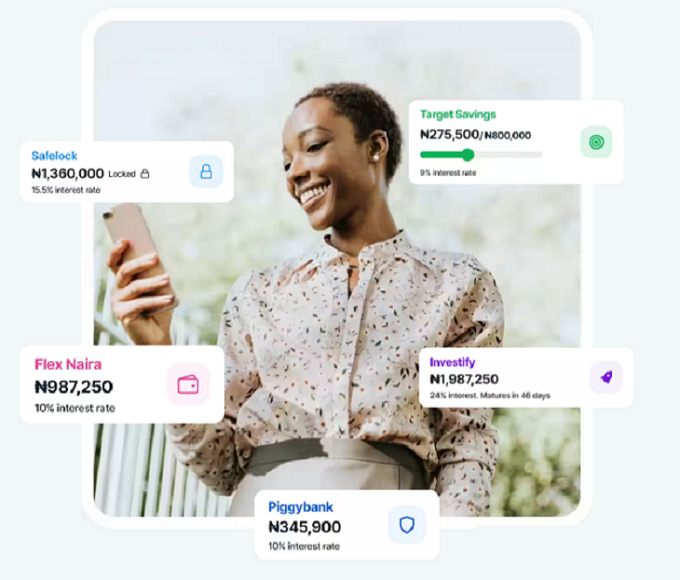 Target Savings
₦275,500/₦800,000
9% interest rate
Safelock
₦1,360,000 Locked
15.5% interest rate
Flex Naira
₦987,250
10% interest rate
Investify
₦1,987,250
24% interest. Matures in 46 days
Piggybank
₦345,900
10% interest rate